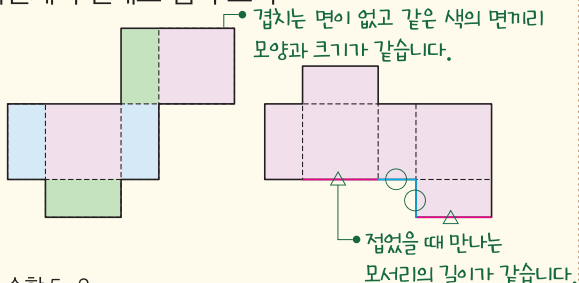 겹치는 면이 없고 같은 색의 면끼리
모양과 크기가 같습니다.
접었을 때 만나는
모서리의 길이가 같습니다.